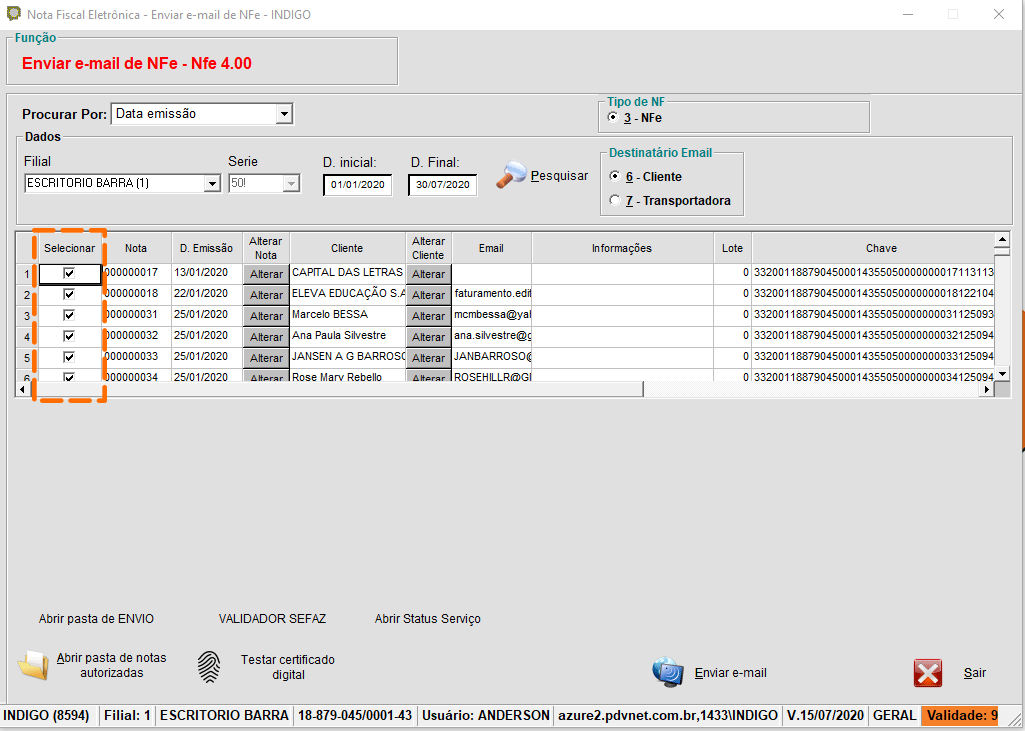 Nota Fiscal Eletrônica - Enviar e-mail de NFe - INDIGO
Função
Enviar e-mail de NFe - Nfe 4.00
Procurar Por: Data emissão
Tipo de NF
3 - NFe
Dados
Filial
Serie
D. inicial:
D. Final:
ESCRITORIO BARRA (1)
50!
01/01/2020
30/07/2020
Pesquisar
Destinatário Email
6 - Cliente
7 - Transportadora
Selecionar Nota D. Emissão Alterar Nota Cliente Alterar Cliente Email Informações Lote Chave
1 000000017 13/01/2020 Alterar CAPITAL DAS LETRAS Alterar 0 3320011887904500014355050000000017113113
2 000000018 22/01/2020 Alterar ELEVA EDUCAÇÃO S.A Alterar faturamento.edit 0 3320011887904500014355050000000018122104
3 000000031 25/01/2020 Alterar Marcelo BESSA Alterar mcmbessa@yal 0 3320011887904500014355050000000031125093
4 000000032 25/01/2020 Alterar Ana Paula Silvestre Alterar ana.silvestre@g 0 3320011887904500014355050000000032125094
5 000000033 25/01/2020 Alterar JANSEN A G BARROSO Alterar JANBARROSO@ 0 3320011887904500014355050000000033125094
6 000000034 25/01/2020 Alterar Rose Mary Rebello Alterar ROSEHILLR@GI 0 3320011887904500014355050000000034125094
Abrir pasta de ENVIO
VALIDADOR SEFAZ
Abrir Status Serviço
Abrir pasta de notas
autorizadas
Testar certificado
digital
Enviar e-mail
Sair
INDIGO (8594) Filial: 1 ESCRITORIO BARRA 18-879-045/0001-43 Usuário: ANDERSON azure2.pdvnet.com.br,1433\INDIGO V.15/07/2020 GERAL Validade: 9